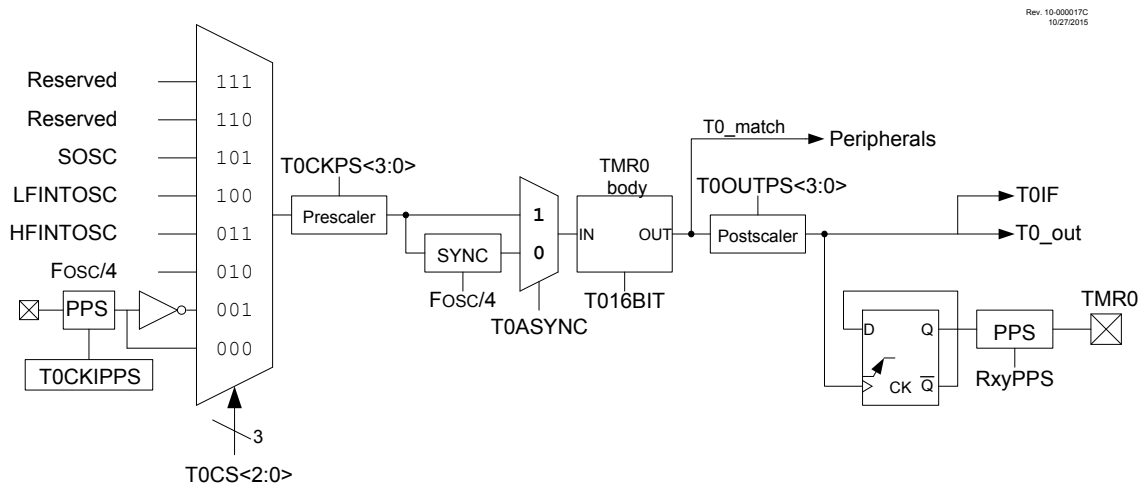 Rev. 10-000017C
10/27/2015
Reserved
111
Reserved
110
SOSC
101
LFINTOSC
100
HFINTOSC
011
FOSC/4
010
PPS
001
000
T0CKIPPS
3
T0CS<2:0>
T0CKPS<3:0>
Prescaler
SYNC
FOSC/4
1
0
T0ASYNC
TMR0
body
IN
OUT
T016BIT
T0_match
Peripherals
T0OUTPS<3:0>
Postscaler
T0IF
T0_out
D
Q
CK
Q
PPS
RxyPPS
TMR0